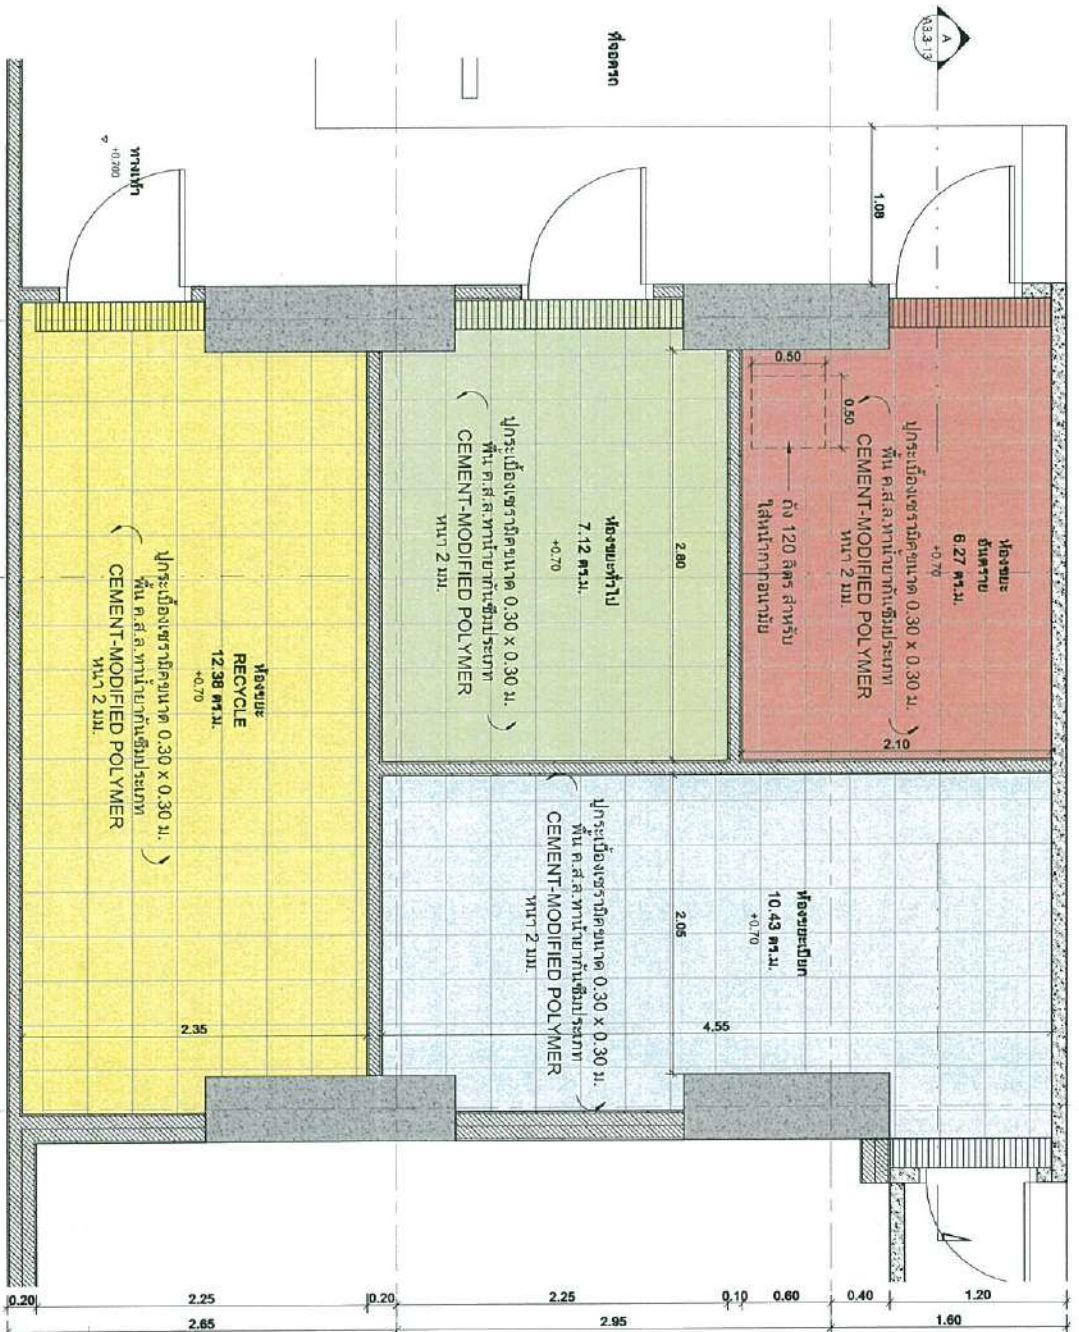 A
A3.3-13
ที่จอดรถ
1.08
ทางเท้า
+0.200
ห้องขยะ
อันตราย
6.27 ตร.ม.
+0.70
ปูกระเบื้องเซรามิคขนาด 0.30 x 0.30 ม.
พื้น ค.ส.ล.ทาน้ำยากันซึมประเภท
CEMENT-MODIFIED POLYMER
หนา 2 มม.
0.50
0.50
ถัง 120 ลิตร สำหรับ
ใส่หน้ากากอนามัย
2.10
ห้องขยะทั่วไป
7.12 ตร.ม.
+0.70
ปูกระเบื้องเซรามิคขนาด 0.30 x 0.30 ม.
พื้น ค.ส.ล.ทาน้ำยากันซึมประเภท
CEMENT-MODIFIED POLYMER
หนา 2 มม.
2.80
ห้องขยะเปียก
10.43 ตร.ม.
+0.70
ปูกระเบื้องเซรามิคขนาด 0.30 x 0.30 ม.
พื้น ค.ส.ล.ทาน้ำยากันซึมประเภท
CEMENT-MODIFIED POLYMER
หนา 2 มม.
2.05
4.55
ห้องขยะ
RECYCLE
12.38 ตร.ม.
+0.70
ปูกระเบื้องเซรามิคขนาด 0.30 x 0.30 ม.
พื้น ค.ส.ล.ทาน้ำยากันซึมประเภท
CEMENT-MODIFIED POLYMER
หนา 2 มม.
2.35
0.20 2.25 0.20 2.25 0.10 0.60 0.40 1.20
2.65 2.95 1.60